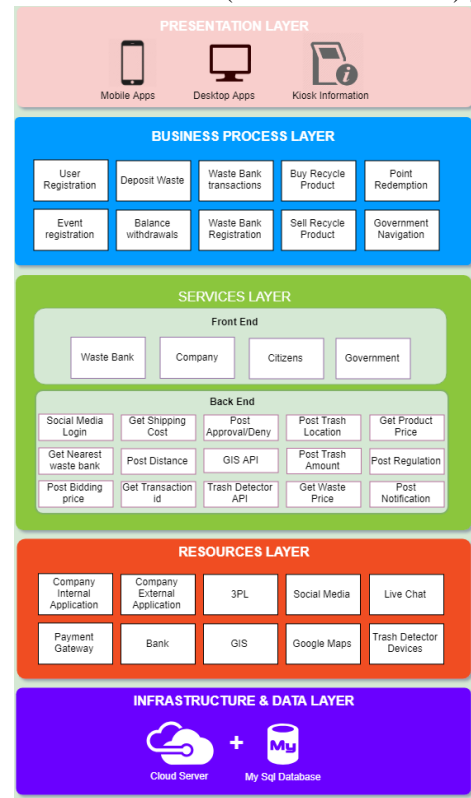 PRESENTATION LAYER
Mobile Apps
Desktop Apps
Kiosk Information
BUSINESS PROCESS LAYER
User
Registration
Deposit Waste
Waste Bank
transactions
Buy Recycle
Product
Point
Redemption
Event
registration
Balance
withdrawals
Waste Bank
Registration
Sell Recycle
Product
Government
Navigation
SERVICES LAYER
Front End
Waste Bank
Company
Citizens
Government
Back End
Social Media
Login
Get Shipping
Cost
Post
Approval/Deny
Post Trash
Location
Get Product
Price
Get Nearest
waste bank
Post Distance
GIS API
Post Trash
Amount
Post Regulation
Post Bidding
price
Get Transaction
id
Trash Detector
API
Get Waste
Price
Post
Notification
RESOURCES LAYER
Company
Internal
Application
Company
External
Application
3PL
Social Media
Live Chat
Payment
Gateway
Bank
GIS
Google Maps
Trash Detector
Devices
INFRASTRUCTURE & DATA LAYER
+
My
Cloud Server
My Sql Database